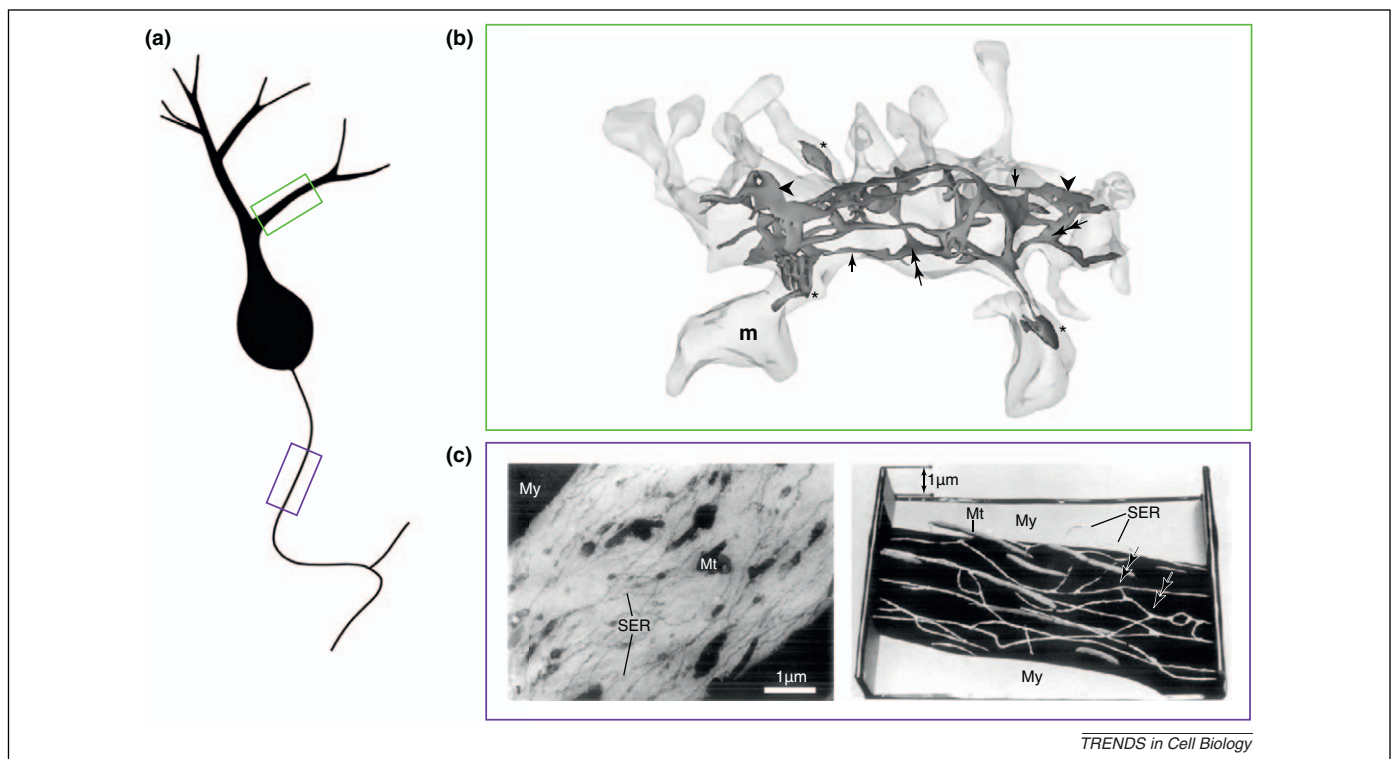 (a)
(b)
*
*
*
m
(c)
My
Mt
SER
1μm
1μm
Mt
My
SER
My
TRENDS in Cell Biology